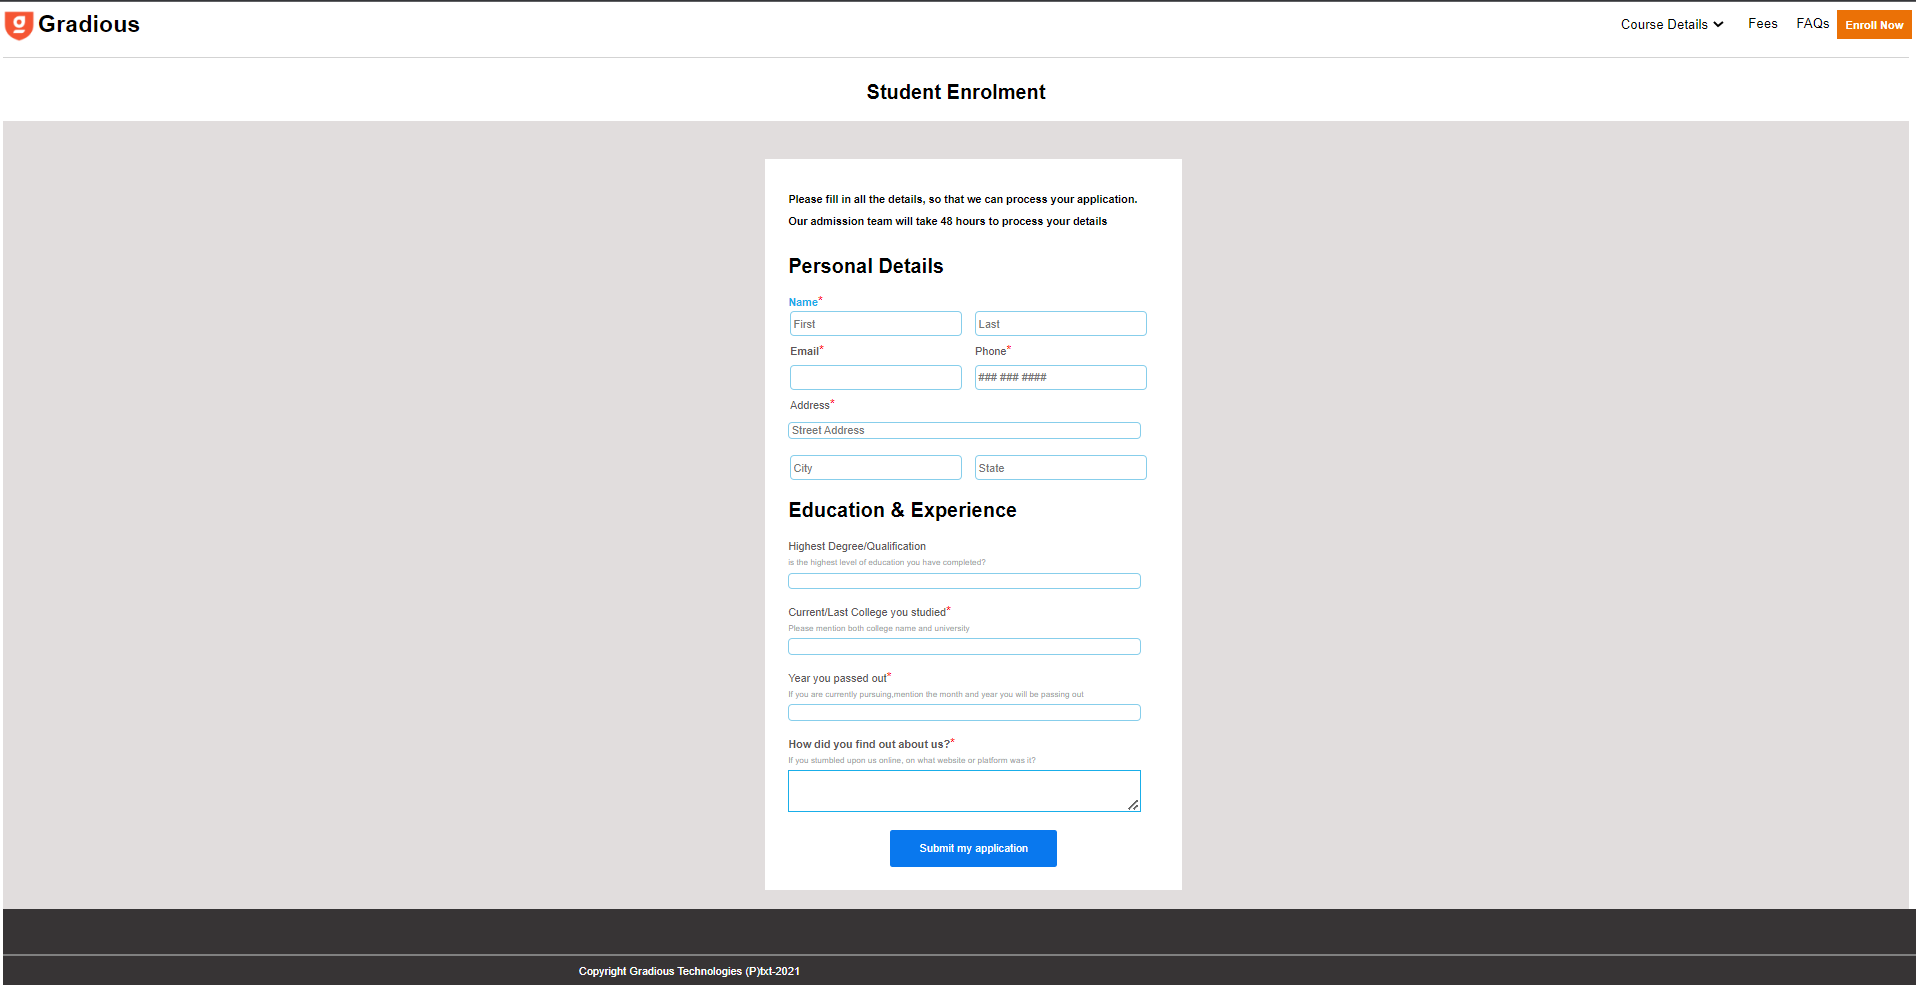 Gradious
Course Details Fees FAQs Enroll Now
Student Enrolment
Please fill in all the details, so that we can process your application.
Our admission team will take 48 hours to process your details
Personal Details
Name*
First Last
Email* Phone*
### ### ####
Address*
Street Address
City State
Education & Experience
Highest Degree/Qualification
is the highest level of education you have completed?
Current/Last College you studied*
Please mention both college name and university
Year you passed out*
If you are currently pursuing,mention the month and year you will be passing out
How did you find out about us?*
If you stumbled upon us online, on what website or platform was it?
Submit my application
Copyright Gradious Technologies (P)txt-2021